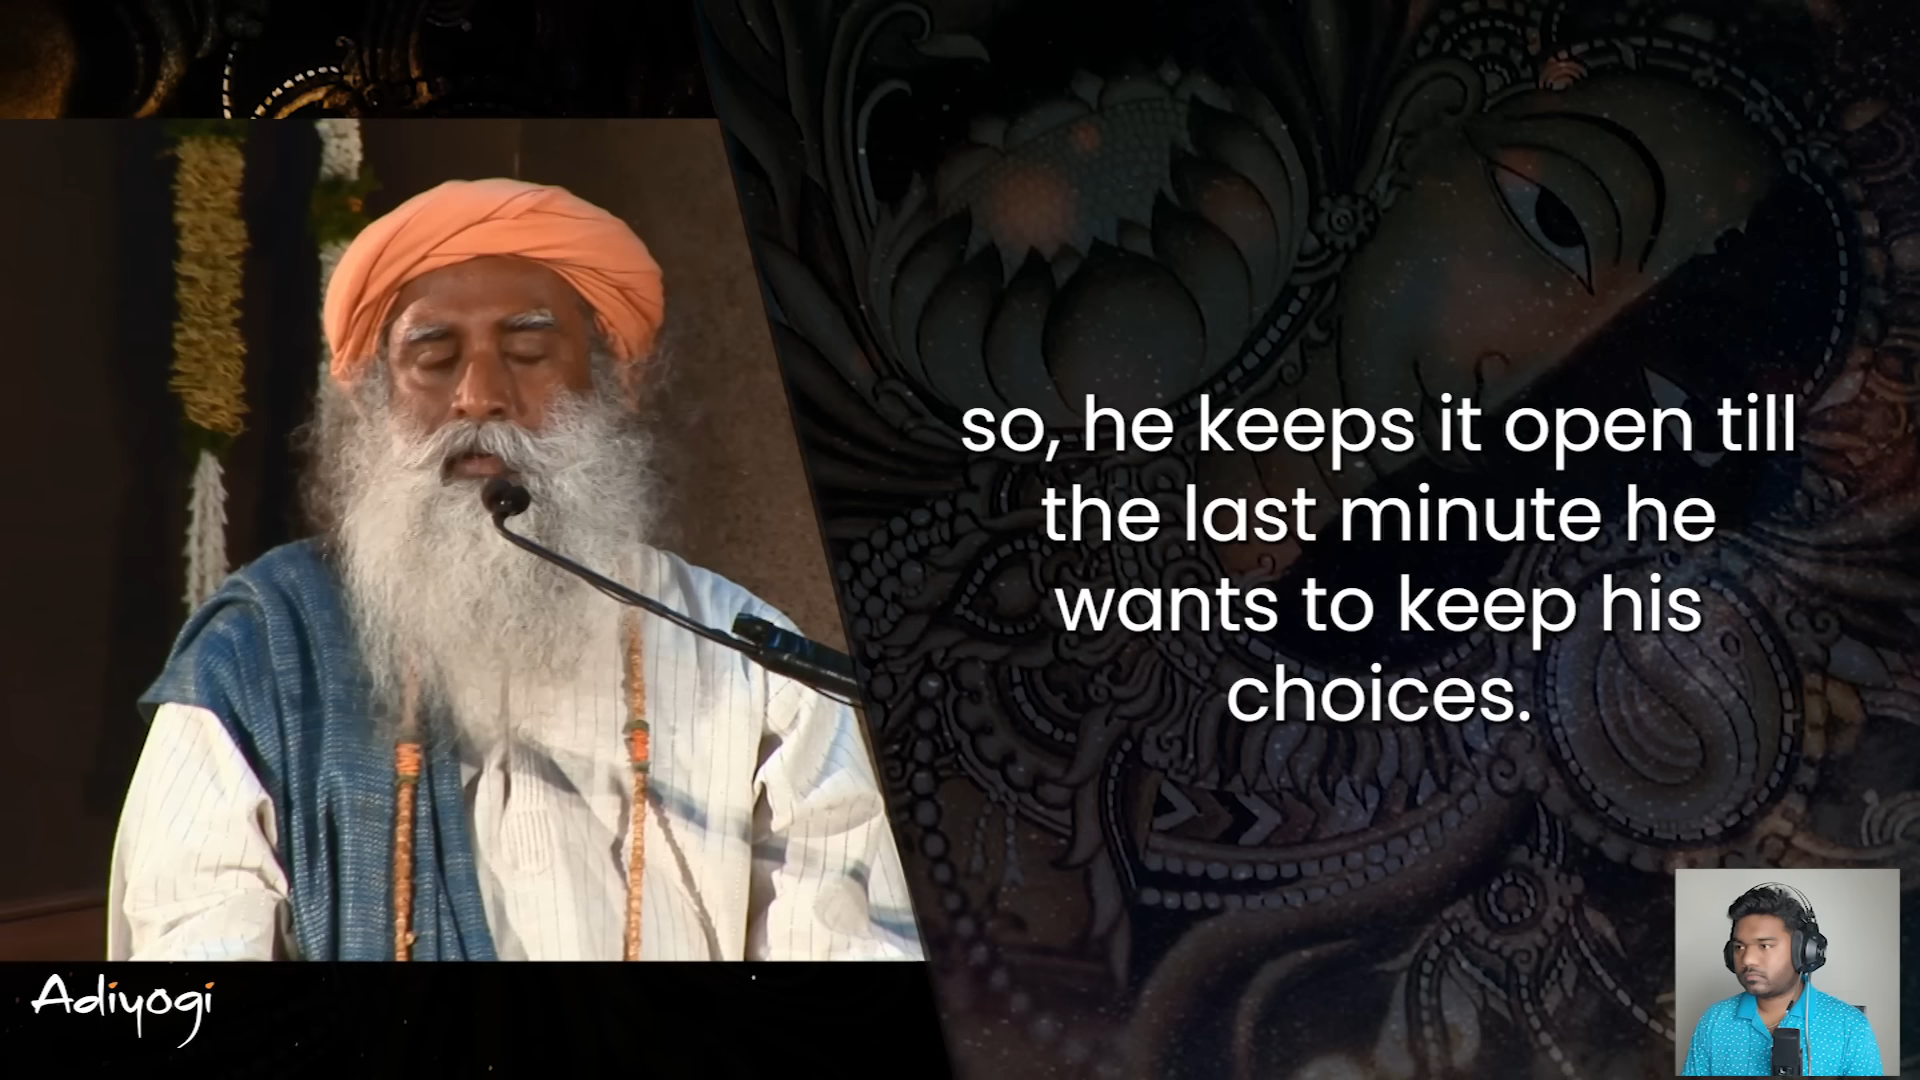 so, he keeps it open till
the last minute he
wants to keep his
choices.
Adiyogi